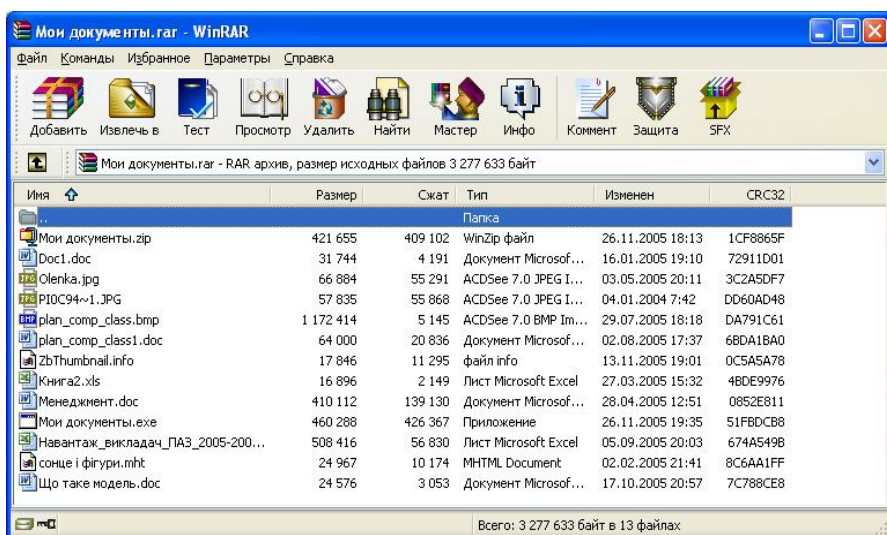 Мои документы.rar - WinRAR
Файл Команды Избранное Параметры Справка
Добавить Извлечь в Тест Просмотр Удалить Найти Мастер Инфо Коммент Защита SFX
Мои документы.rar - RAR архив, размер исходных файлов 3 277 633 байт
Имя Размер Сжат Тип Изменен CRC32
.. Папка
Мои документы.zip 421 655 409 102 WinZip файл 26.11.2005 18:13 1CF8865F
Doc1.doc 31 744 4 191 Документ Microsof... 16.01.2005 19:10 72911D01
Olenka.jpg 66 884 55 291 ACDSee 7.0 JPEG I... 03.05.2005 20:11 3C2A5DF7
PI0C94~1.JPG 57 835 55 868 ACDSee 7.0 JPEG I... 04.01.2004 7:42 DD60AD48
plan_comp_class.bmp 1 172 414 5 145 ACDSee 7.0 BMP Im... 29.07.2005 18:18 DA791C61
plan_comp_class1.doc 64 000 20 836 Документ Microsof... 02.08.2005 17:37 6BDA1BA0
ZbThumbnail.info 17 846 11 295 файл info 13.11.2005 19:01 0C5A5A78
Книга2.xls 16 896 2 149 Лист Microsoft Excel 27.03.2005 15:32 4BDE9976
Менеджмент.doc 410 112 139 130 Документ Microsof... 28.04.2005 12:51 0852E811
Мои документы.exe 460 288 426 367 Приложение 26.11.2005 19:35 51FBDCB8
Навантаж_викладач_ПАЗ_2005-200... 508 416 56 830 Лист Microsoft Excel 05.09.2005 20:03 674A549B
сонце і фігури.mht 24 967 10 174 MHTML Document 02.02.2005 21:41 8C6AA1FF
Що таке модель.doc 24 576 3 053 Документ Microsof... 17.10.2005 20:57 7C788CE8
Всего: 3 277 633 байт в 13 файлах